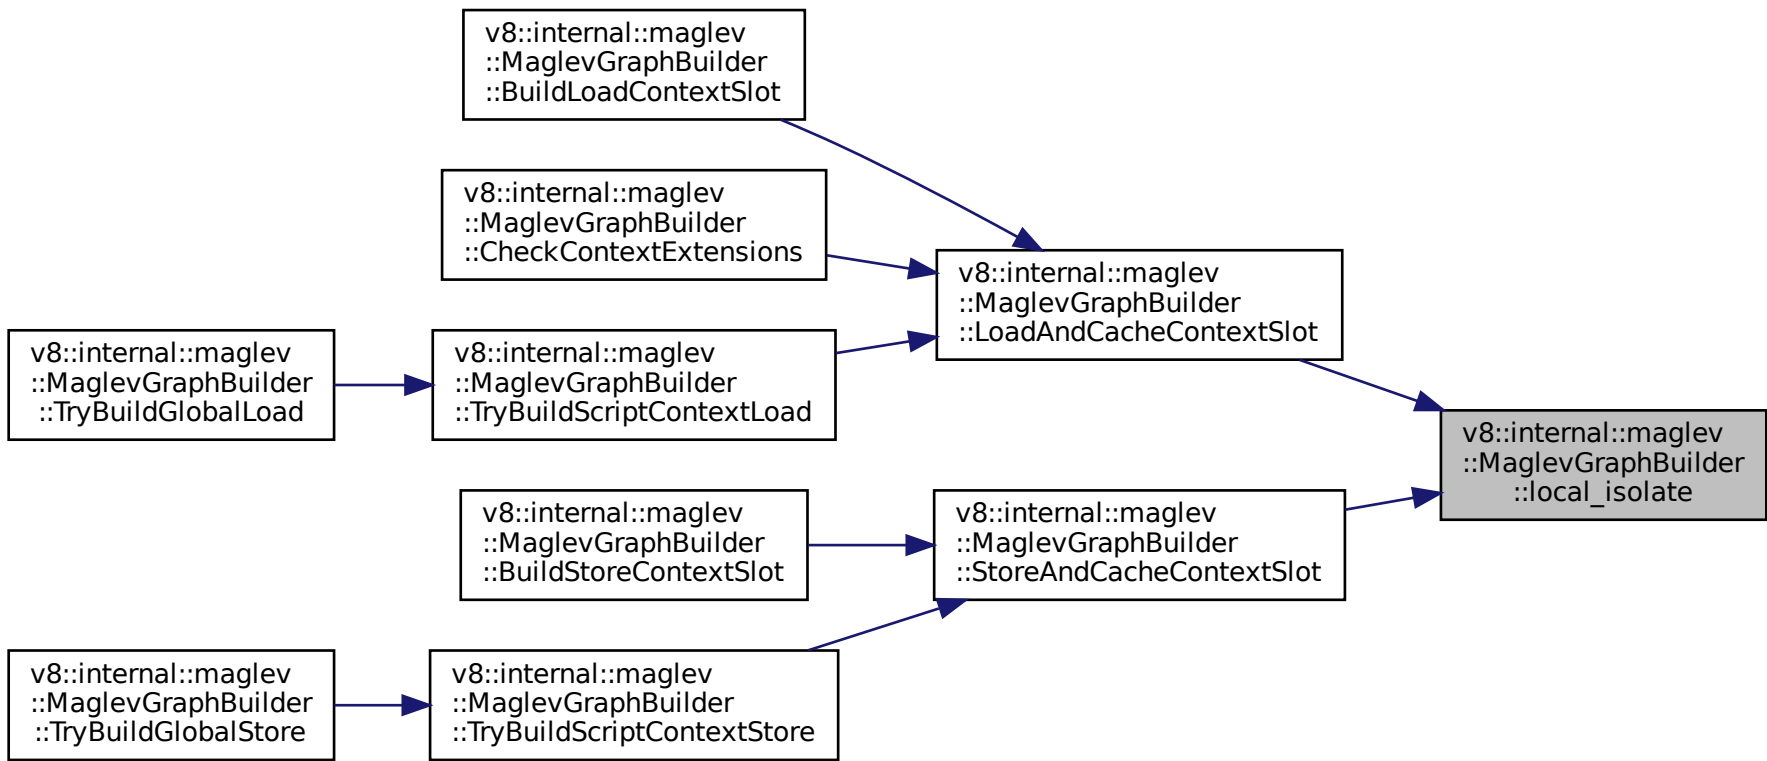 v8::internal::maglev
::MaglevGraphBuilder
::BuildLoadContextSlot
v8::internal::maglev
::MaglevGraphBuilder
::CheckContextExtensions
v8::internal::maglev
::MaglevGraphBuilder
::LoadAndCacheContextSlot
v8::internal::maglev
::MaglevGraphBuilder
::TryBuildGlobalLoad
v8::internal::maglev
::MaglevGraphBuilder
::TryBuildScriptContextLoad
v8::internal::maglev
::MaglevGraphBuilder
::local_isolate
v8::internal::maglev
::MaglevGraphBuilder
::BuildStoreContextSlot
v8::internal::maglev
::MaglevGraphBuilder
::StoreAndCacheContextSlot
v8::internal::maglev
::MaglevGraphBuilder
::TryBuildGlobalStore
v8::internal::maglev
::MaglevGraphBuilder
::TryBuildScriptContextStore